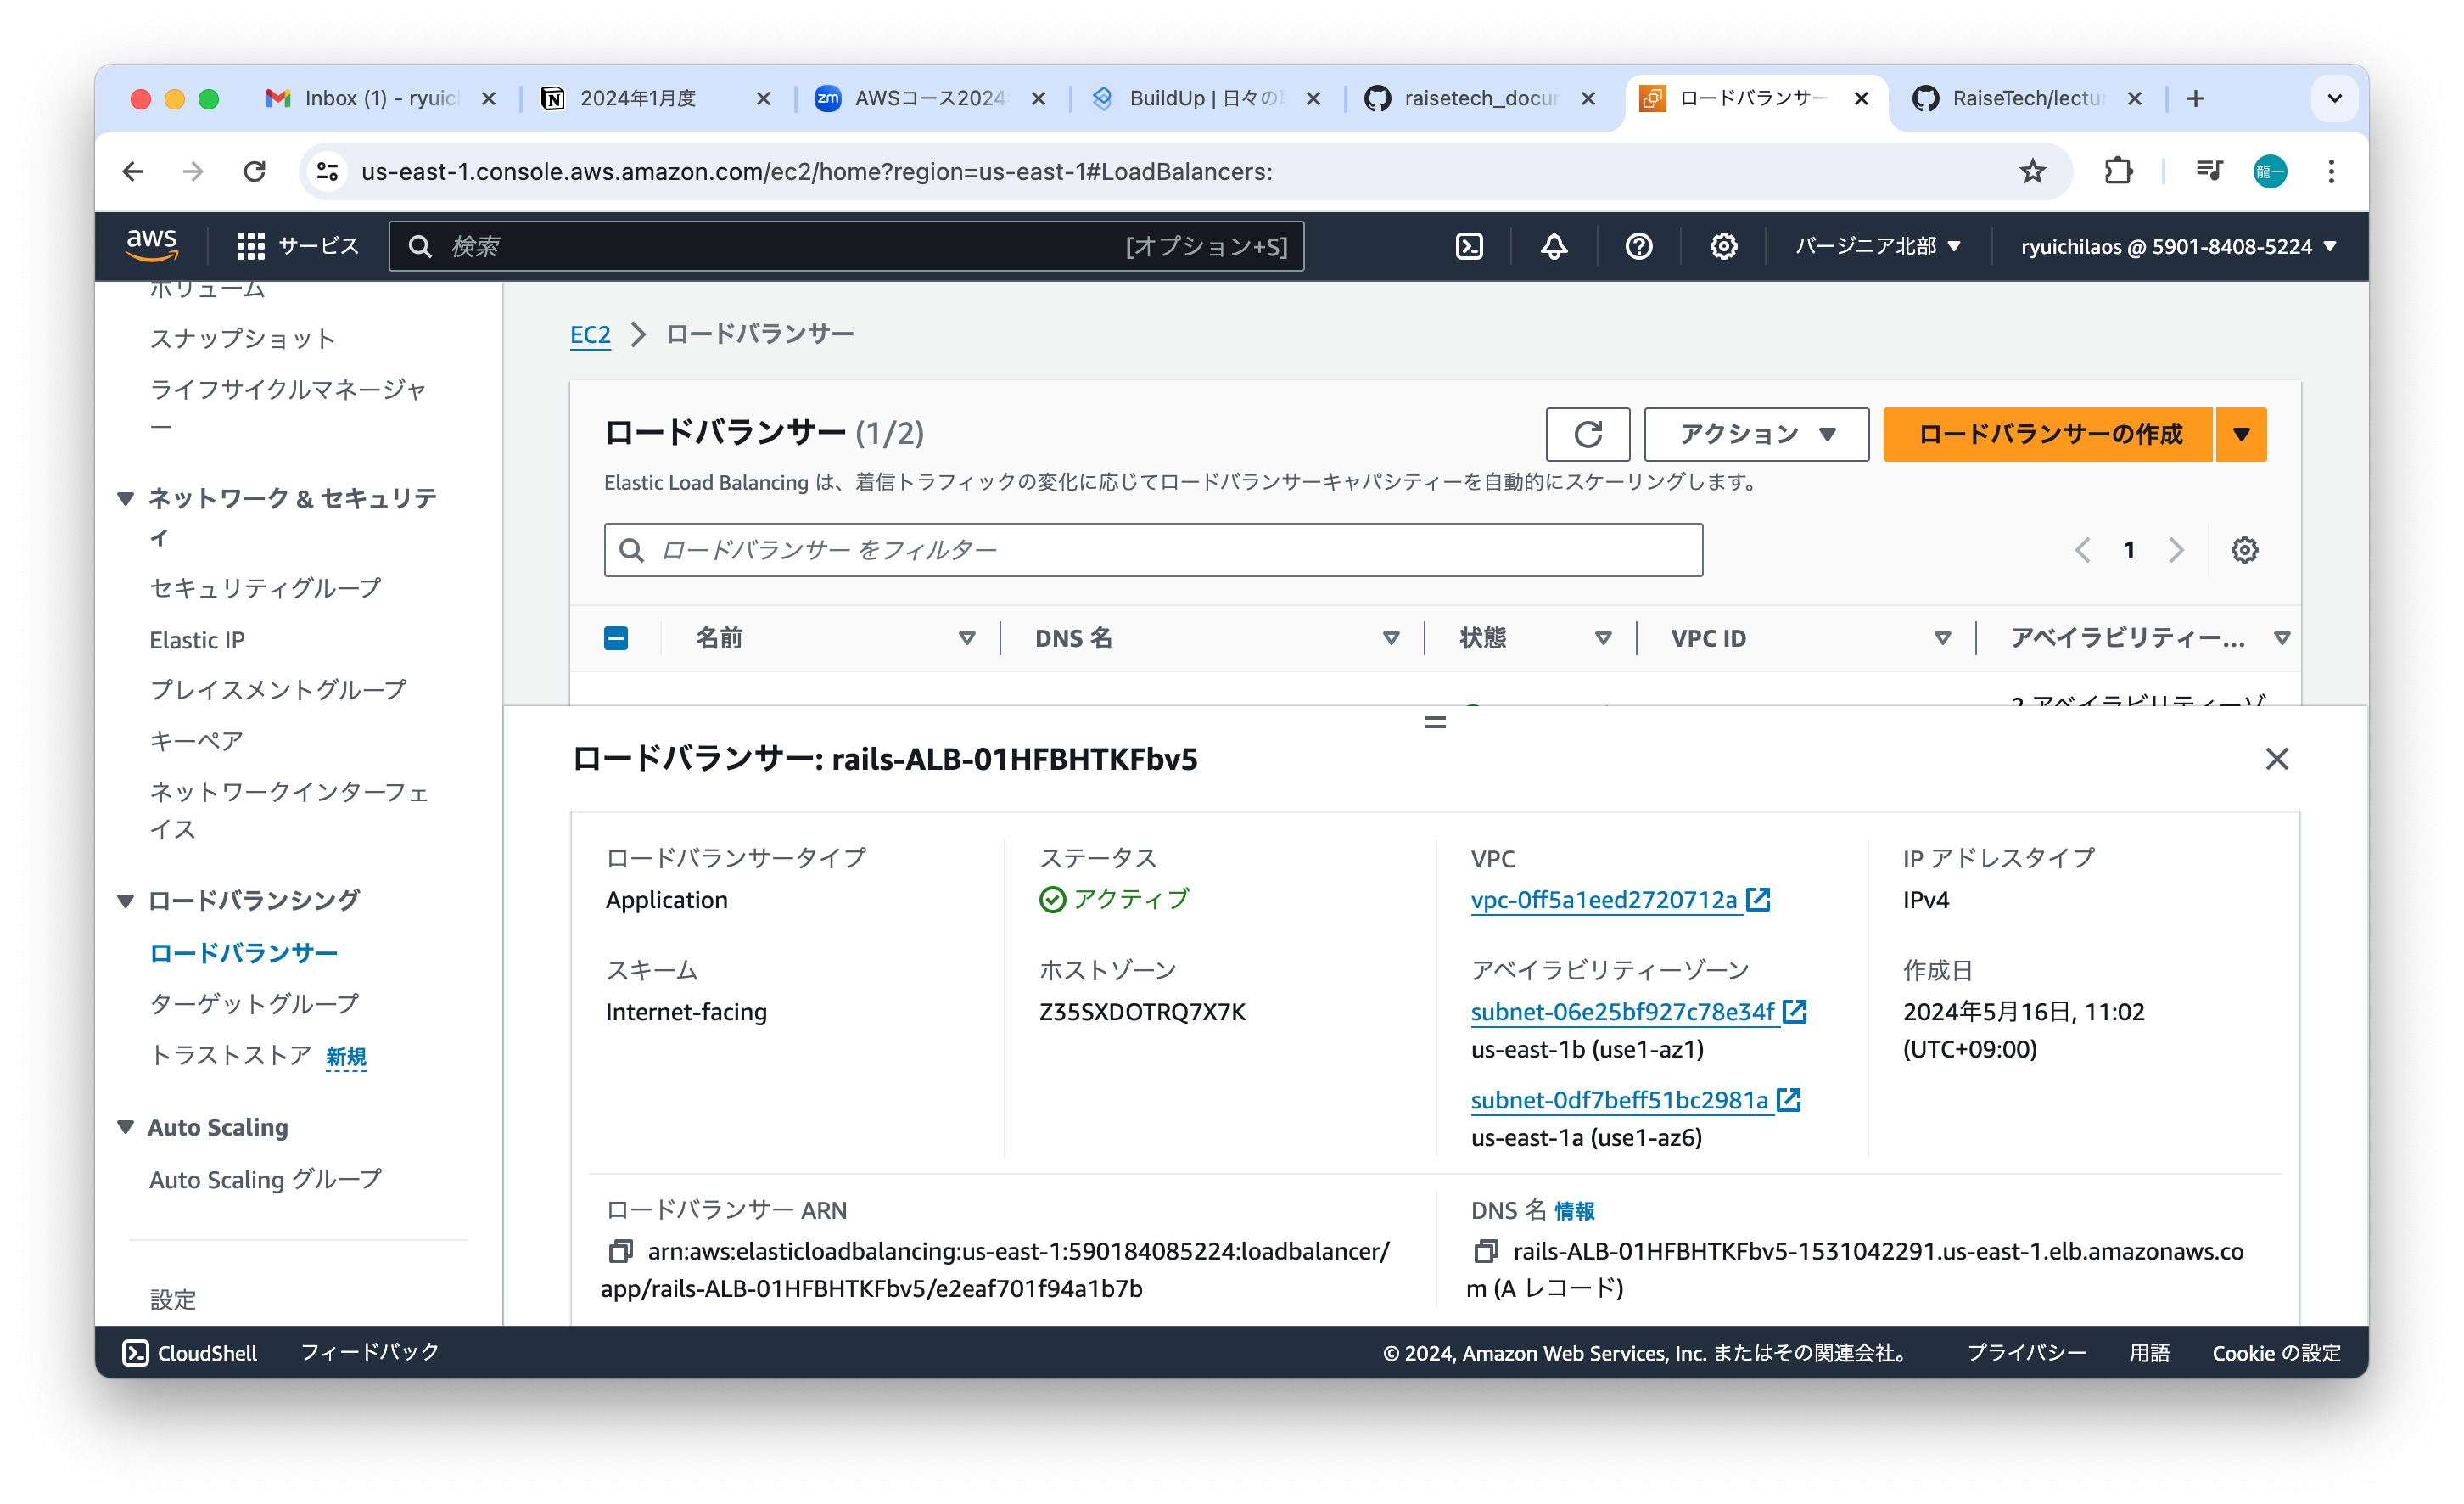 Inbox (1) - ryuic
2024年1月度
AWSコース2024
BuildUp | 日々の
raisetech_docur
ロードバランサー
RaiseTech/lectur
us-east-1.console.aws.amazon.com/ec2/home?region=us-east-1#LoadBalancers:
龍一
aws
サービス
検索
[オプション+S]
バージニア北部
ryuichilaos @ 5901-8408-5224
ボリューム
スナップショット
ライフサイクルマネージャ
ー
ネットワーク & セキュリテ
ィ
セキュリティグループ
Elastic IP
プレイスメントグループ
キーペア
ネットワークインターフェ
イス
ロードバランシング
ロードバランサー
ターゲットグループ
トラストストア 新規
Auto Scaling
Auto Scaling グループ
設定
EC2
ロードバランサー
ロードバランサー (1/2)
アクション
ロードバランサーの作成
Elastic Load Balancing は、着信トラフィックの変化に応じてロードバランサーキャパシティーを自動的にスケーリングします。
ロードバランサー をフィルター
1
名前
DNS 名
状態
VPC ID
アベイラビリティー...
2 アベイラビリティーゾ
ロードバランサー: rails-ALB-01HFBHTKFbv5
ロードバランサータイプ
Application
ステータス
アクティブ
VPC
vpc-0ff5a1eed2720712a
IP アドレスタイプ
IPv4
スキーム
Internet-facing
ホストゾーン
Z35SXDOTRQ7X7K
アベイラビリティーゾーン
subnet-06e25bf927c78e34f
us-east-1b (use1-az1)
subnet-0df7beff51bc2981a
us-east-1a (use1-az6)
作成日
2024年5月16日, 11:02
(UTC+09:00)
ロードバランサー ARN
arn:aws:elasticloadbalancing:us-east-1:590184085224:loadbalancer/
app/rails-ALB-01HFBHTKFbv5/e2eaf701f94a1b7b
DNS 名 情報
rails-ALB-01HFBHTKFbv5-1531042291.us-east-1.elb.amazonaws.co
m (A レコード)
CloudShell
フィードバック
© 2024, Amazon Web Services, Inc. またはその関連会社。
プライバシー
用語
Cookie の設定